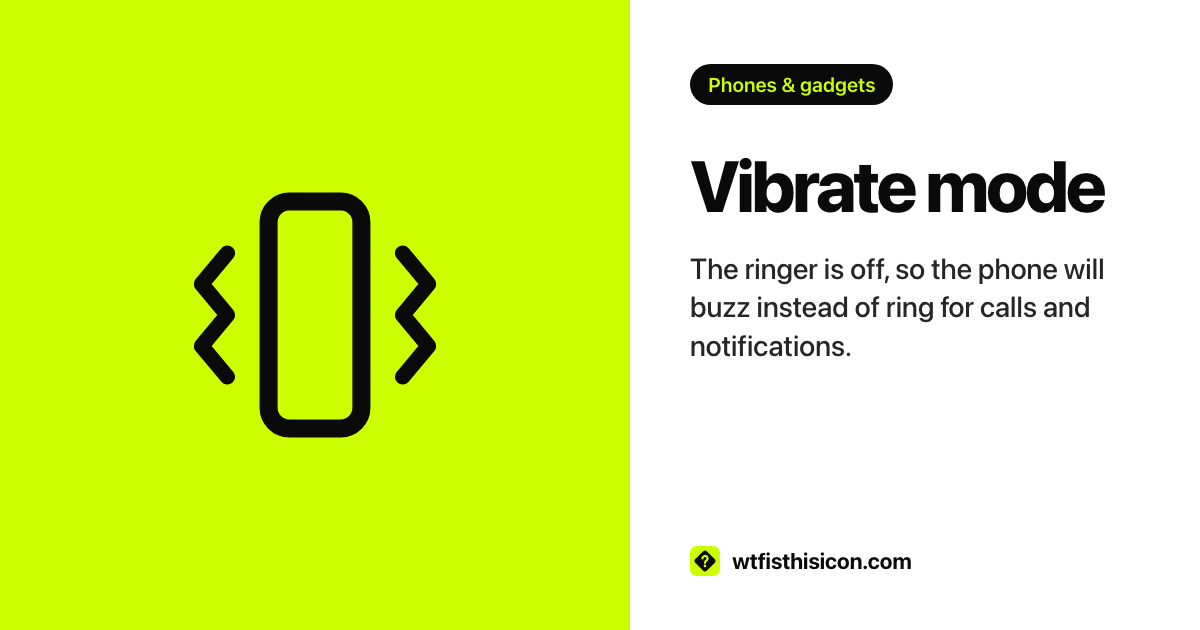 Phones & gadgets
Vibrate mode
The ringer is off, so the phone will
buzz instead of ring for calls and
notifications.
?
wtfisthisicon.com